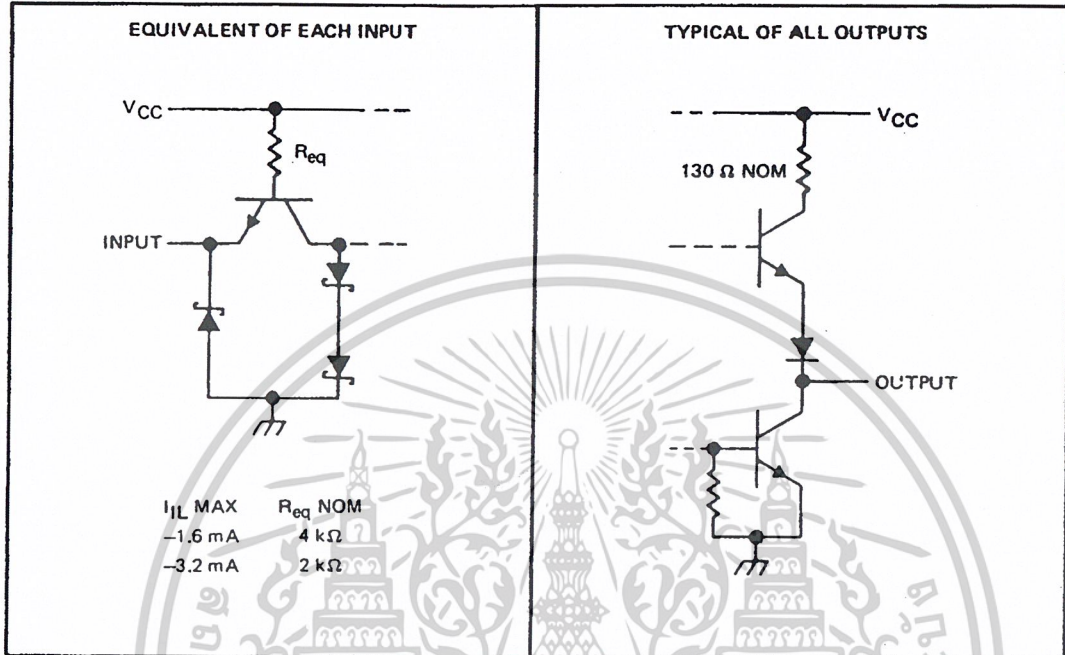 EQUIVALENT OF EACH INPUT
VCC
Req
INPUT
IIL MAX Req NOM
−1.6 mA 4 kΩ
−3.2 mA 2 kΩ
TYPICAL OF ALL OUTPUTS
VCC
130 Ω NOM
OUTPUT